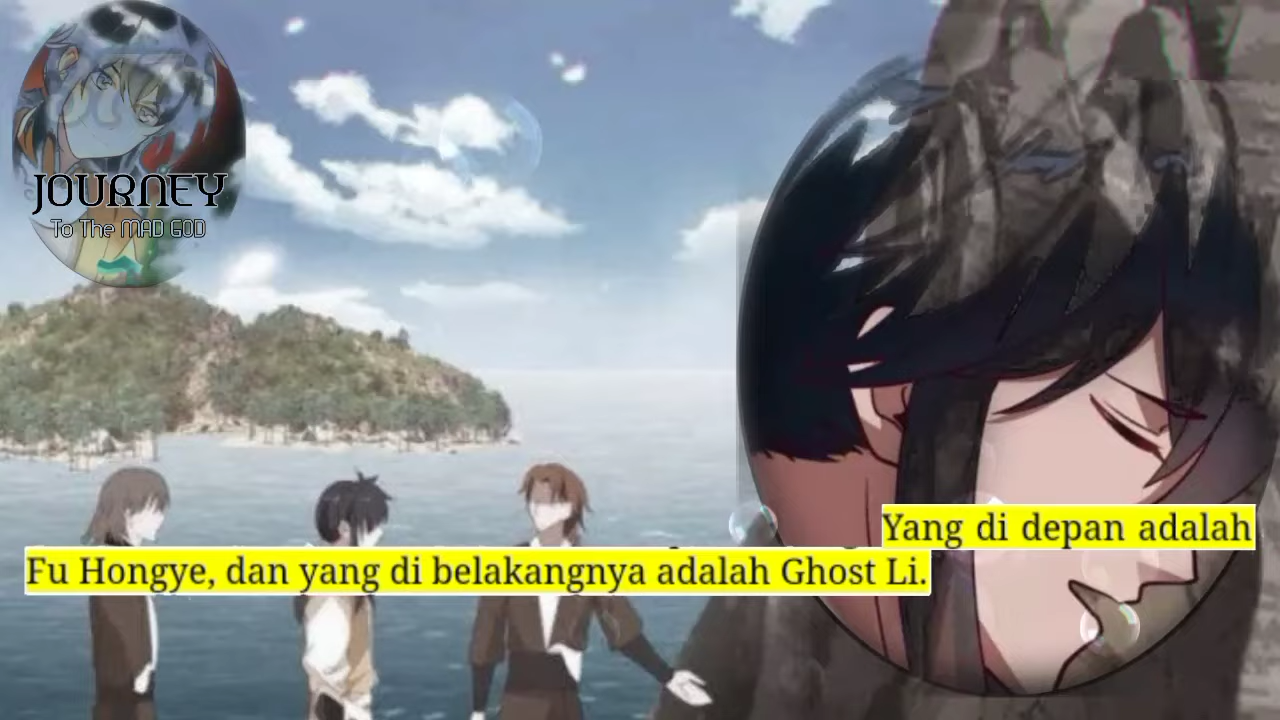 JOURNEY
To The MAD GOD
Yang di depan adalah
Fu Hongye, dan yang di belakangnya adalah Ghost Li.